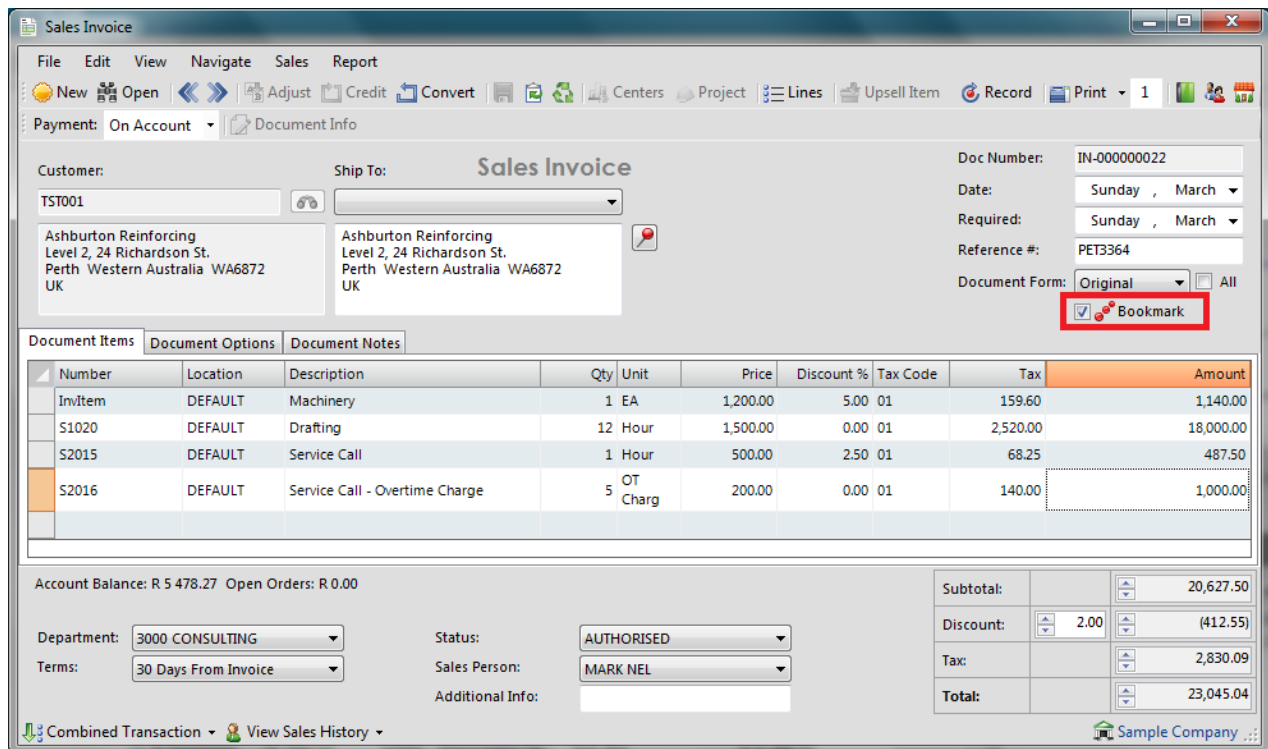 Sales Invoice
File Edit View Navigate Sales Report
New Open Adjust Credit Convert Centers Project Lines Upsell Item Record Print 1
Payment: On Account Document Info
Sales Invoice
Customer: Ship To:
TST001
Ashburton Reinforcing
Level 2, 24 Richardson St.
Perth Western Australia WA6872
UK
Ashburton Reinforcing
Level 2, 24 Richardson St.
Perth Western Australia WA6872
UK
Doc Number: IN-000000022
Date: Sunday , March
Required: Sunday , March
Reference #: PET3364
Document Form: Original All
Bookmark
Document Items Document Options Document Notes
Number Location Description Qty Unit Price Discount % Tax Code Tax Amount
InvItem DEFAULT Machinery 1 EA 1,200.00 5.00 01 159.60 1,140.00
S1020 DEFAULT Drafting 12 Hour 1,500.00 0.00 01 2,520.00 18,000.00
S2015 DEFAULT Service Call 1 Hour 500.00 2.50 01 68.25 487.50
S2016 DEFAULT Service Call - Overtime Charge 5 OT Charg 200.00 0.00 01 140.00 1,000.00
Account Balance: R 5 478.27 Open Orders: R 0.00
Department: 3000 CONSULTING
Terms: 30 Days From Invoice
Status: AUTHORISED
Sales Person: MARK NEL
Additional Info:
Subtotal: 20,627.50
Discount: 2.00 (412.55)
Tax: 2,830.09
Total: 23,045.04
Combined Transaction View Sales History Sample Company